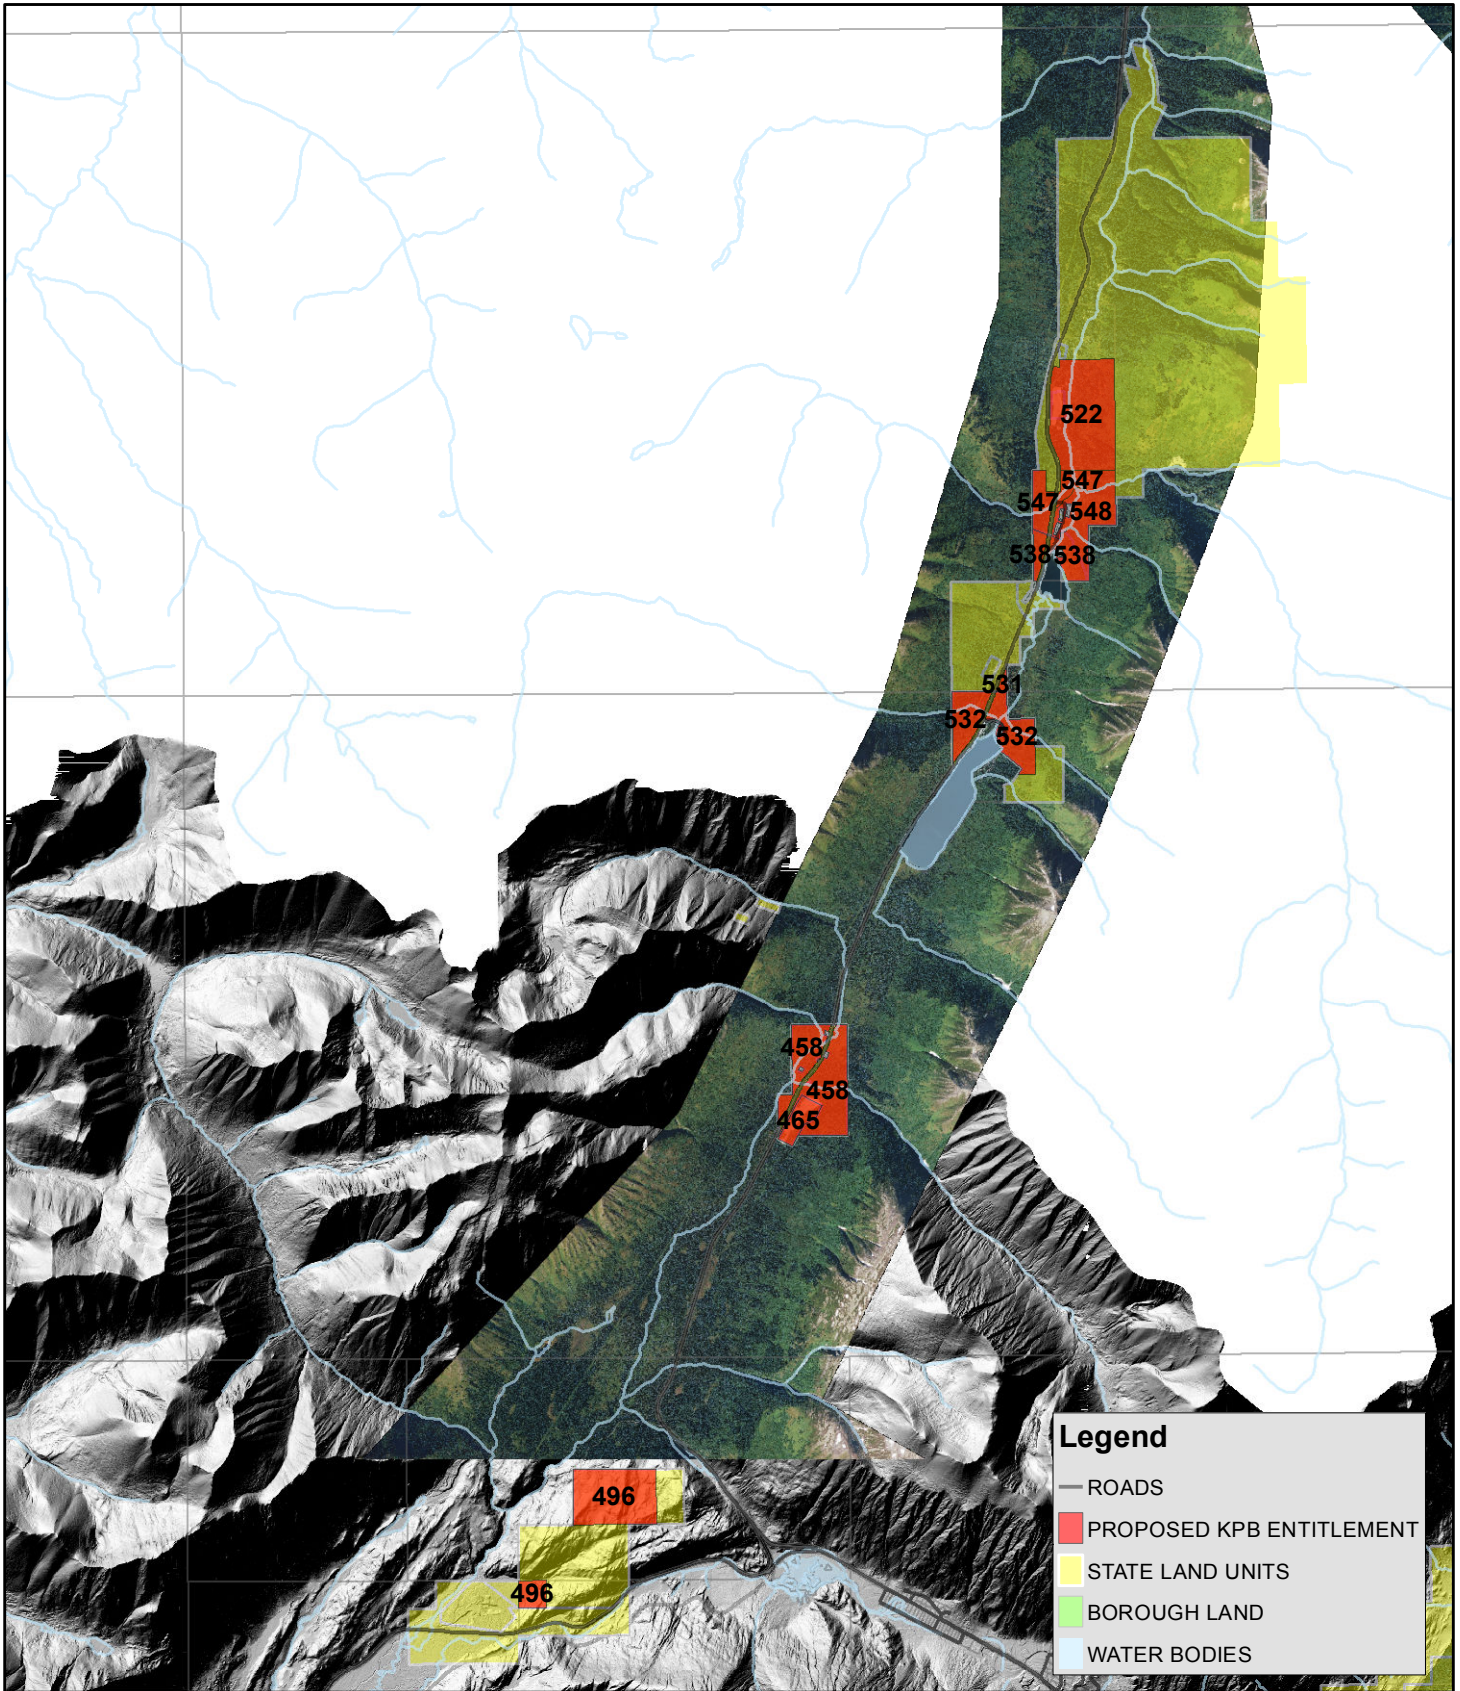 522
547
547
548
538
538
531
532
532
458
458
465
496
496
Legend
ROADS
PROPOSED KPB ENTITLEMENT
STATE LAND UNITS
BOROUGH LAND
WATER BODIES